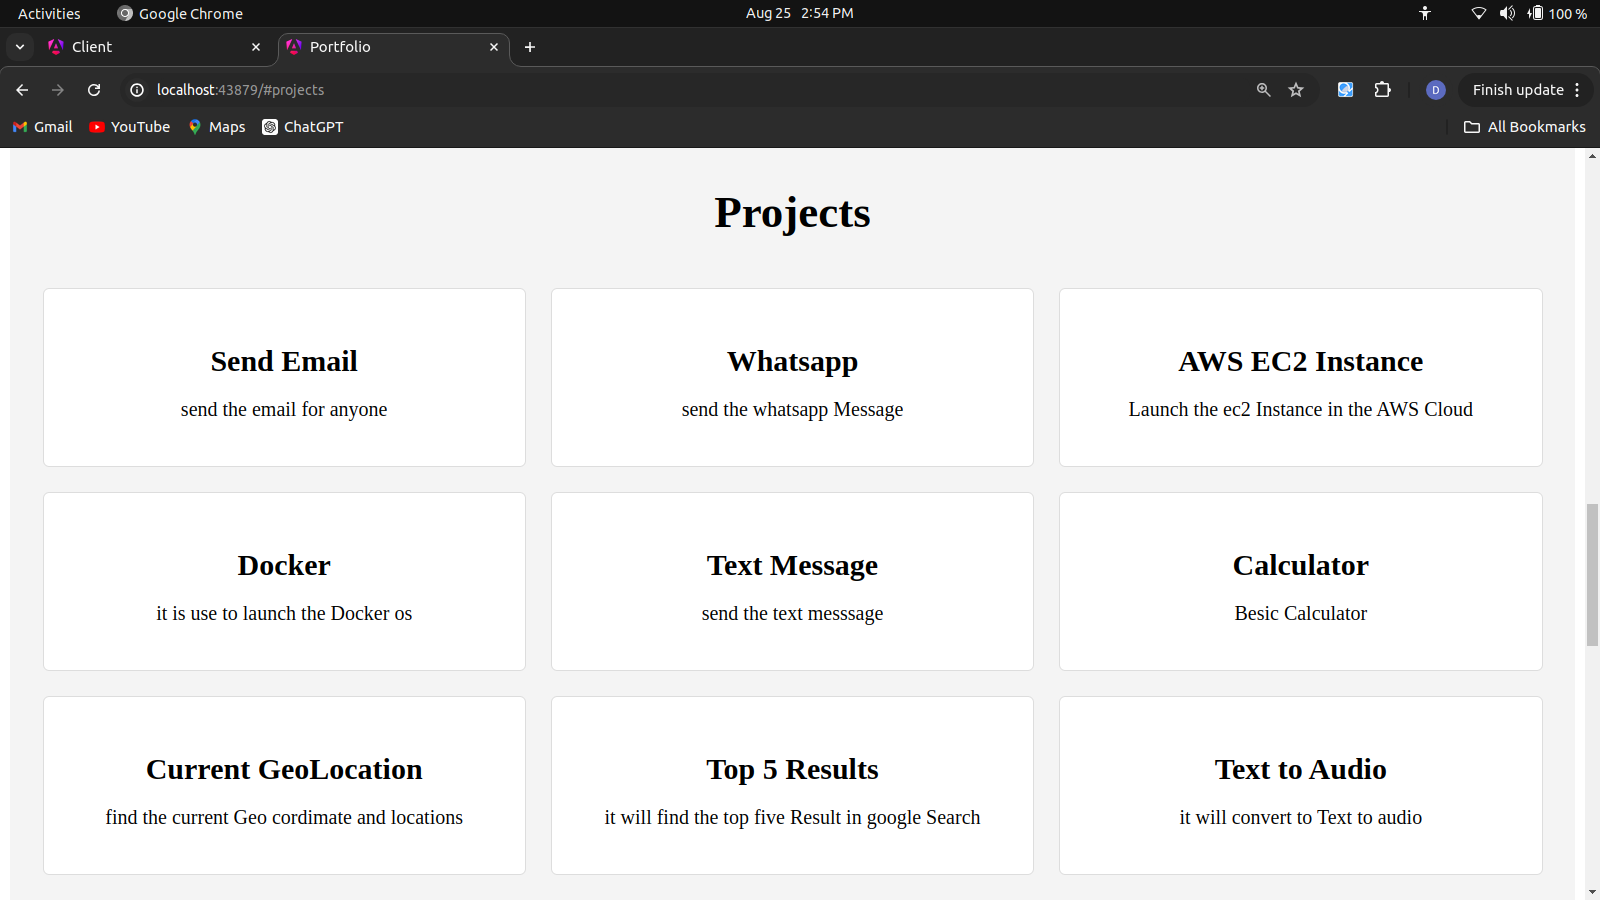 Activities Google Chrome Aug 25 2:54 PM 100 %
Client Portfolio
localhost:43879/#projects D Finish update
Gmail YouTube Maps ChatGPT All Bookmarks
Projects
Send Email
send the email for anyone
Whatsapp
send the whatsapp Message
AWS EC2 Instance
Launch the ec2 Instance in the AWS Cloud
Docker
it is use to launch the Docker os
Text Message
send the text messsage
Calculator
Besic Calculator
Current GeoLocation
find the current Geo cordimate and locations
Top 5 Results
it will find the top five Result in google Search
Text to Audio
it will convert to Text to audio